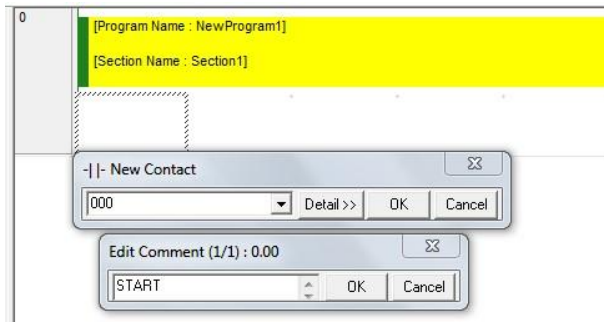 0
[Program Name : NewProgram1]
[Section Name : Section1]
-| |- New Contact
000 Detail >> OK Cancel
Edit Comment (1/1) : 0.00
START OK Cancel